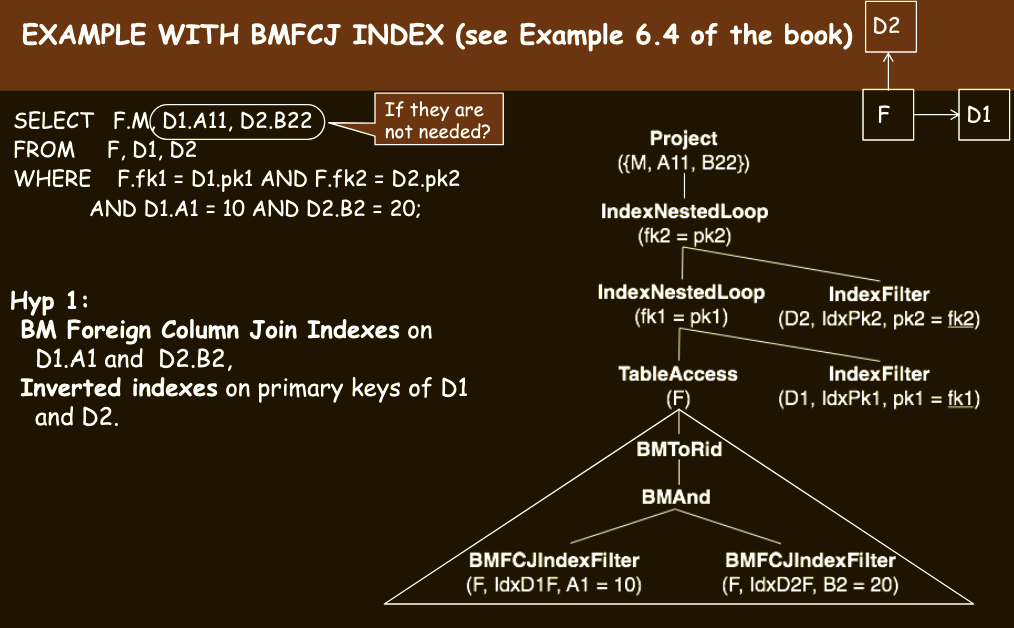 EXAMPLE WITH BMFCJ INDEX (see Example 6.4 of the book)
D2
F
D1
SELECT F.M, D1.A11, D2.B22
FROM F, D1, D2
WHERE F.fk1 = D1.pk1 AND F.fk2 = D2.pk2
AND D1.A1 = 10 AND D2.B2 = 20;
If they are
not needed?
Hyp 1:
BM Foreign Column Join Indexes on
D1.A1 and D2.B2,
Inverted indexes on primary keys of D1
and D2.
Project
({M, A11, B22})
IndexNestedLoop
(fk2 = pk2)
IndexNestedLoop
(fk1 = pk1)
IndexFilter
(D2, IdxPk2, pk2 = fk2)
TableAccess
(F)
IndexFilter
(D1, IdxPk1, pk1 = fk1)
BMToRid
BMAnd
BMFCJIndexFilter
(F, IdxD1F, A1 = 10)
BMFCJIndexFilter
(F, IdxD2F, B2 = 20)